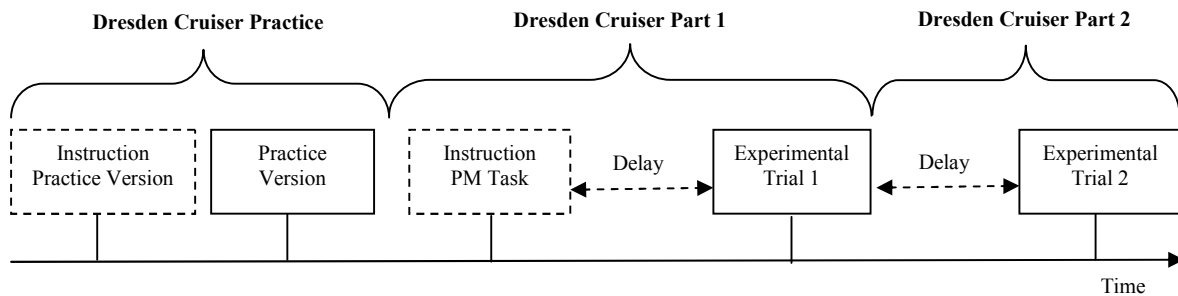 Dresden Cruiser Practice
Dresden Cruiser Part 1
Dresden Cruiser Part 2
Instruction
Practice Version
Practice
Version
Instruction
PM Task
Delay
Experimental
Trial 1
Delay
Experimental
Trial 2
Time